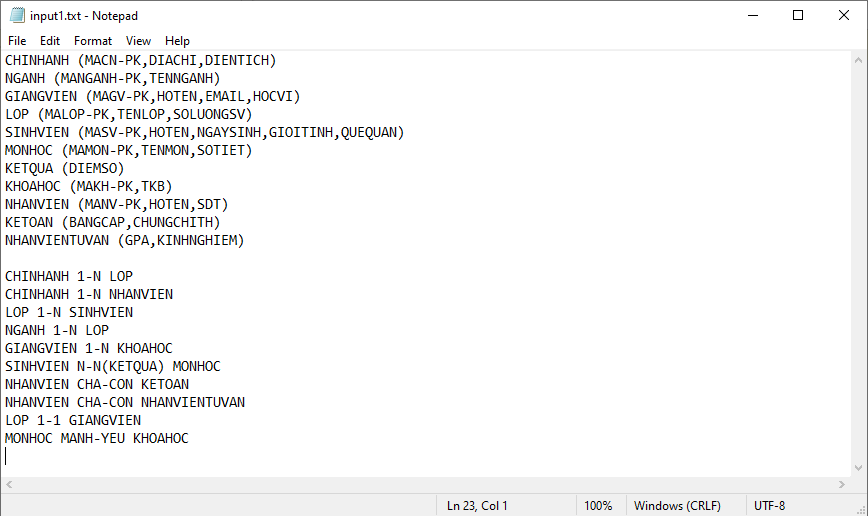 input1.txt - Notepad
File Edit Format View Help
CHINHANH (MACN-PK,DIACHI,DIENTICH)
NGANH (MANGANH-PK,TENNGANH)
GIANGVIEN (MAGV-PK,HOTEN,EMAIL,HOCVI)
LOP (MALOP-PK,TENLOP,SOLUONGSV)
SINHVIEN (MASV-PK,HOTEN,NGAYSINH,GIOITINH,QUEQUAN)
MONHOC (MAMON-PK,TENMON,SOTIET)
KETQUA (DIEMSO)
KHOAHOC (MAKH-PK,TKB)
NHANVIEN (MANV-PK,HOTEN,SDT)
KETOAN (BANGCAP,CHUNGCHITH)
NHANVIENTUVAN (GPA,KINHNGHIEM)

CHINHANH 1-N LOP
CHINHANH 1-N NHANVIEN
LOP 1-N SINHVIEN
NGANH 1-N LOP
GIANGVIEN 1-N KHOAHOC
SINHVIEN N-N(KETQUA) MONHOC
NHANVIEN CHA-CON KETOAN
NHANVIEN CHA-CON NHANVIENTUVAN
LOP 1-1 GIANGVIEN
MONHOC MANH-YEU KHOAHOC
Ln 23, Col 1 100% Windows (CRLF) UTF-8